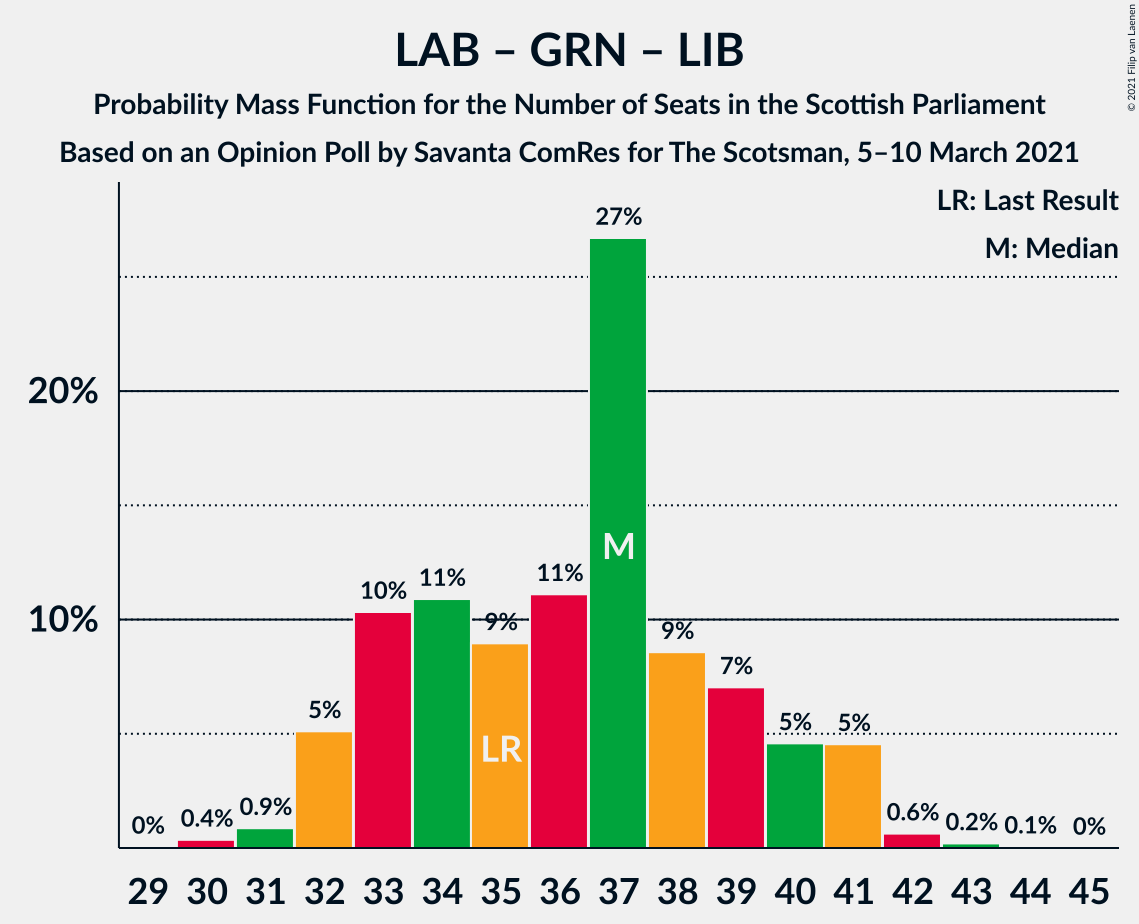 LAB – GRN – LIB
Probability Mass Function for the Number of Seats in the Scottish Parliament
Based on an Opinion Poll by Savanta ComRes for The Scotsman, 5–10 March 2021
© 2021 Filip van Laenen
LR: Last Result
M: Median
20%
10%
0%
0.4%
0.9%
5%
10%
11%
9%
11%
27%
9%
7%
5%
5%
0.6%
0.2%
0.1%
0%
LR
M
29 30 31 32 33 34 35 36 37 38 39 40 41 42 43 44 45